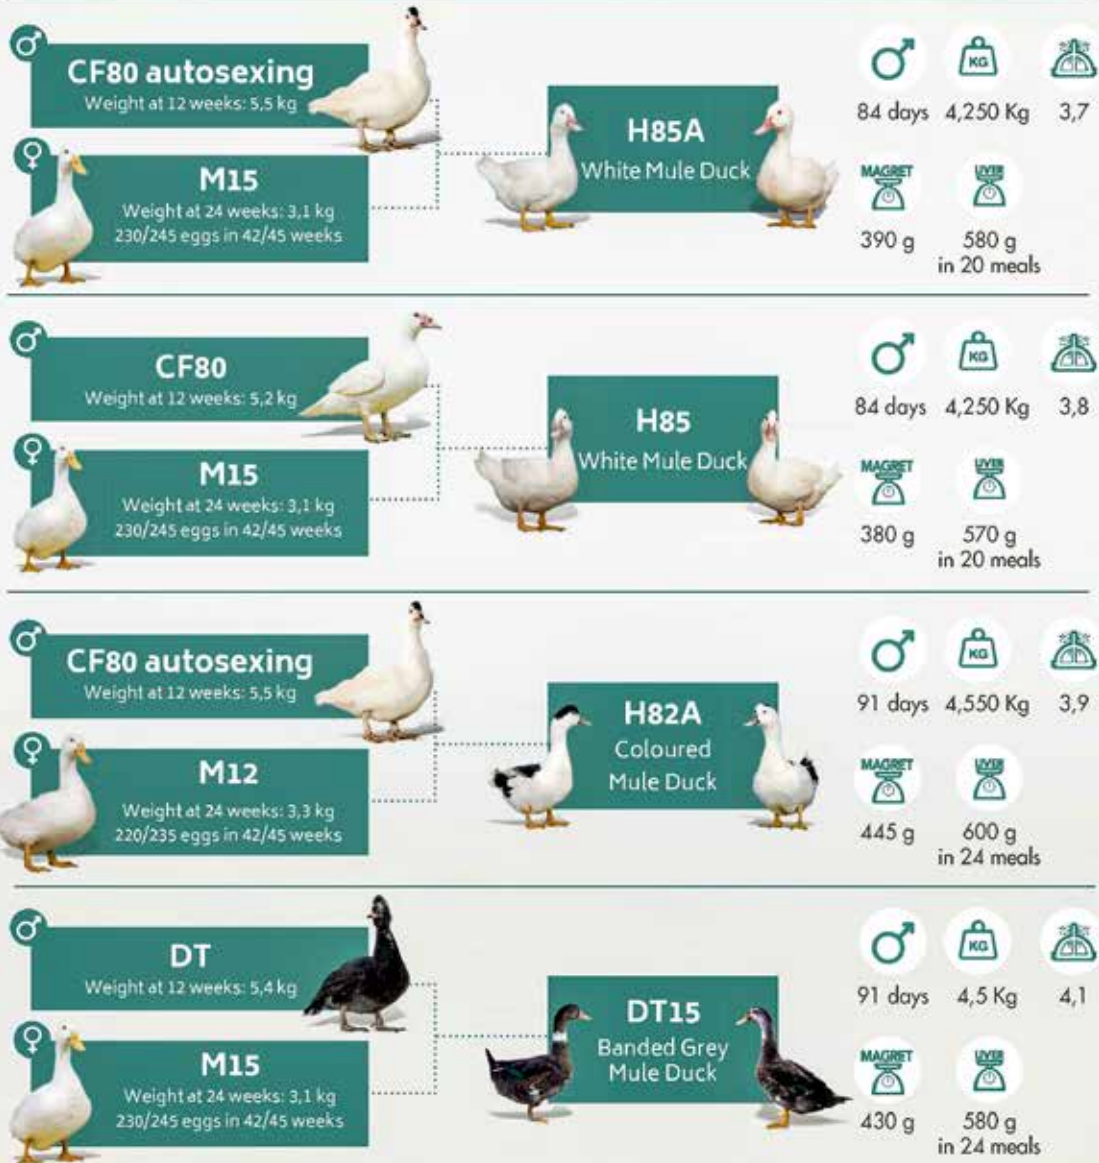 CF80 autosexing
Weight at 12 weeks: 5,5 kg
M15
Weight at 24 weeks: 3,1 kg
230/245 eggs in 42/45 weeks
H85A
White Mule Duck
KG
84 days 4,250 Kg 3,7
MAGRET LIVER
390 g 580 g
in 20 meals
CF80
Weight at 12 weeks: 5,2 kg
M15
Weight at 24 weeks: 3,1 kg
230/245 eggs in 42/45 weeks
H85
White Mule Duck
KG
84 days 4,250 Kg 3,8
MAGRET LIVER
380 g 570 g
in 20 meals
CF80 autosexing
Weight at 12 weeks: 5,5 kg
M12
Weight at 24 weeks: 3,3 kg
220/235 eggs in 42/45 weeks
H82A
Coloured
Mule Duck
KG
91 days 4,550 Kg 3,9
MAGRET LIVER
445 g 600 g
in 24 meals
DT
Weight at 12 weeks: 5,4 kg
M15
Weight at 24 weeks: 3,1 kg
230/245 eggs in 42/45 weeks
DT15
Banded Grey
Mule Duck
KG
91 days 4,5 Kg 4,1
MAGRET LIVER
430 g 580 g
in 24 meals